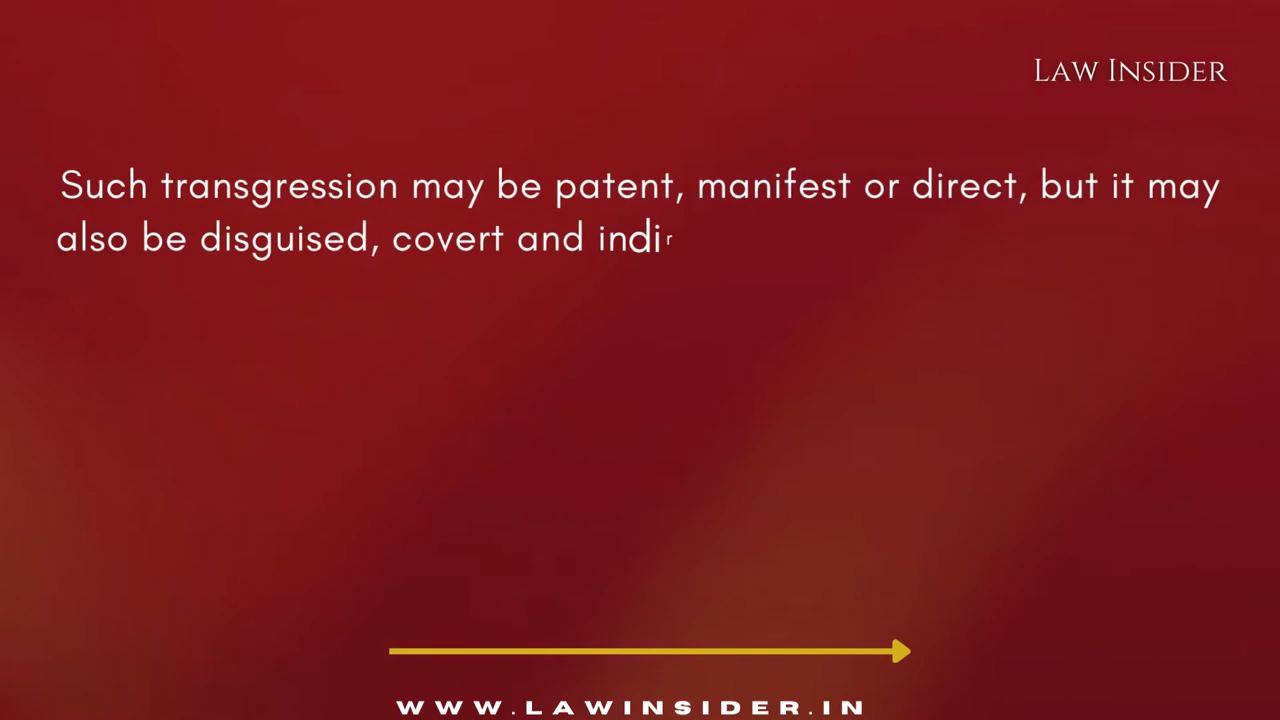 LAW INSIDER
Such transgression may be patent, manifest or direct, but it may
also be disguised, covert and indir
WWW.LAWINSIDER.IN